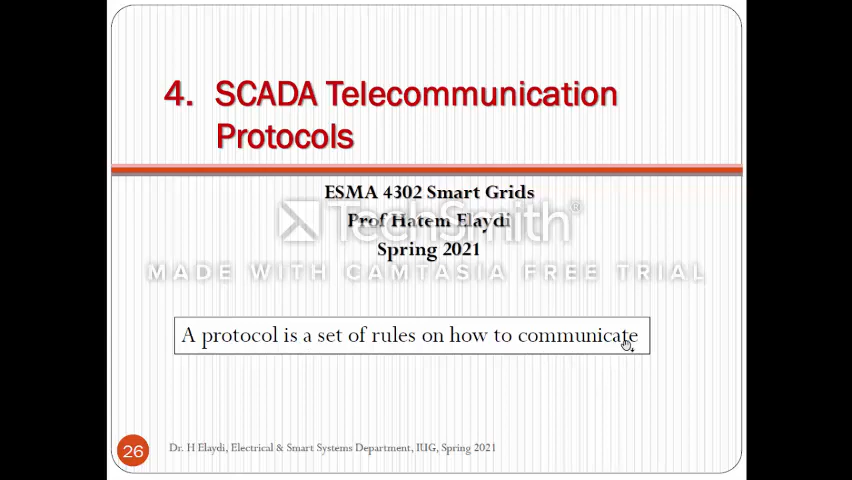 4. SCADA Telecommunication
Protocols
ESMA 4302 Smart Grids
Prof Hatem Elaydi
TechSmith®
Spring 2021
MADE WITH CAMTASIA FREE TRIAL
A protocol is a set of rules on how to communicate
26 Dr. H Elaydi, Electrical & Smart Systems Department, IUG, Spring 2021